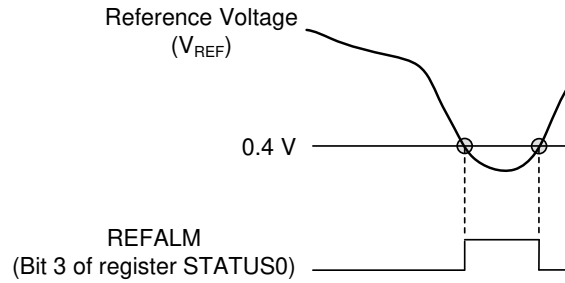 Reference Voltage
(VREF)
0.4 V
REFALM
(Bit 3 of register STATUS0)